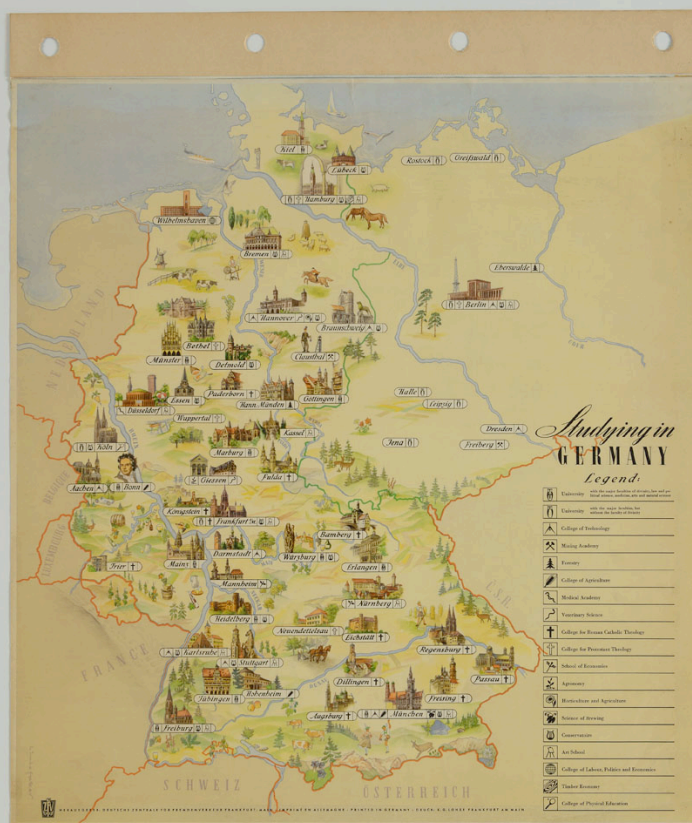 Kiel
Lübeck
Rostock
Greifswald
Hamburg
Wilhelmshaven
Bremen
Eberswalde
Berlin
Hannover
Braunschweig
Bethel
Münster
Detmold
Clausthal
Paderborn
Essen
Hann. Münden
Göttingen
Düsseldorf
Wuppertal
Halle
Leipzig
Kassel
Dresden
Jena
Freiberg
Köln
Marburg
Giessen
Fulda
Aachen
Bonn
Königstein
Frankfurt/M
Bamberg
Darmstadt
Trier
Mainz
Würzburg
Erlangen
Mannheim
Nürnberg
Heidelberg
Neuendettelsau
Eichstätt
Regensburg
Karlsruhe
Stuttgart
Passau
Tübingen
Hohenheim
Dillingen
Freising
Augsburg
München
Freiburg
ELBE
ODER
FRANCE
SCHWEIZ
ÖSTERREICH
Studying in
GERMANY
Legend:
University
University
College of Technology
Mining Academy
Forestry
College of Agriculture
Medical Academy
Veterinary Science
College for Roman Catholic Theology
College for Protestant Theology
School of Economics
Agronomy
Horticulture and Agriculture
Science of Brewing
Conservatoire
Art School
College of Labour, Politics and Economics
Timber Economy
College of Physical Education